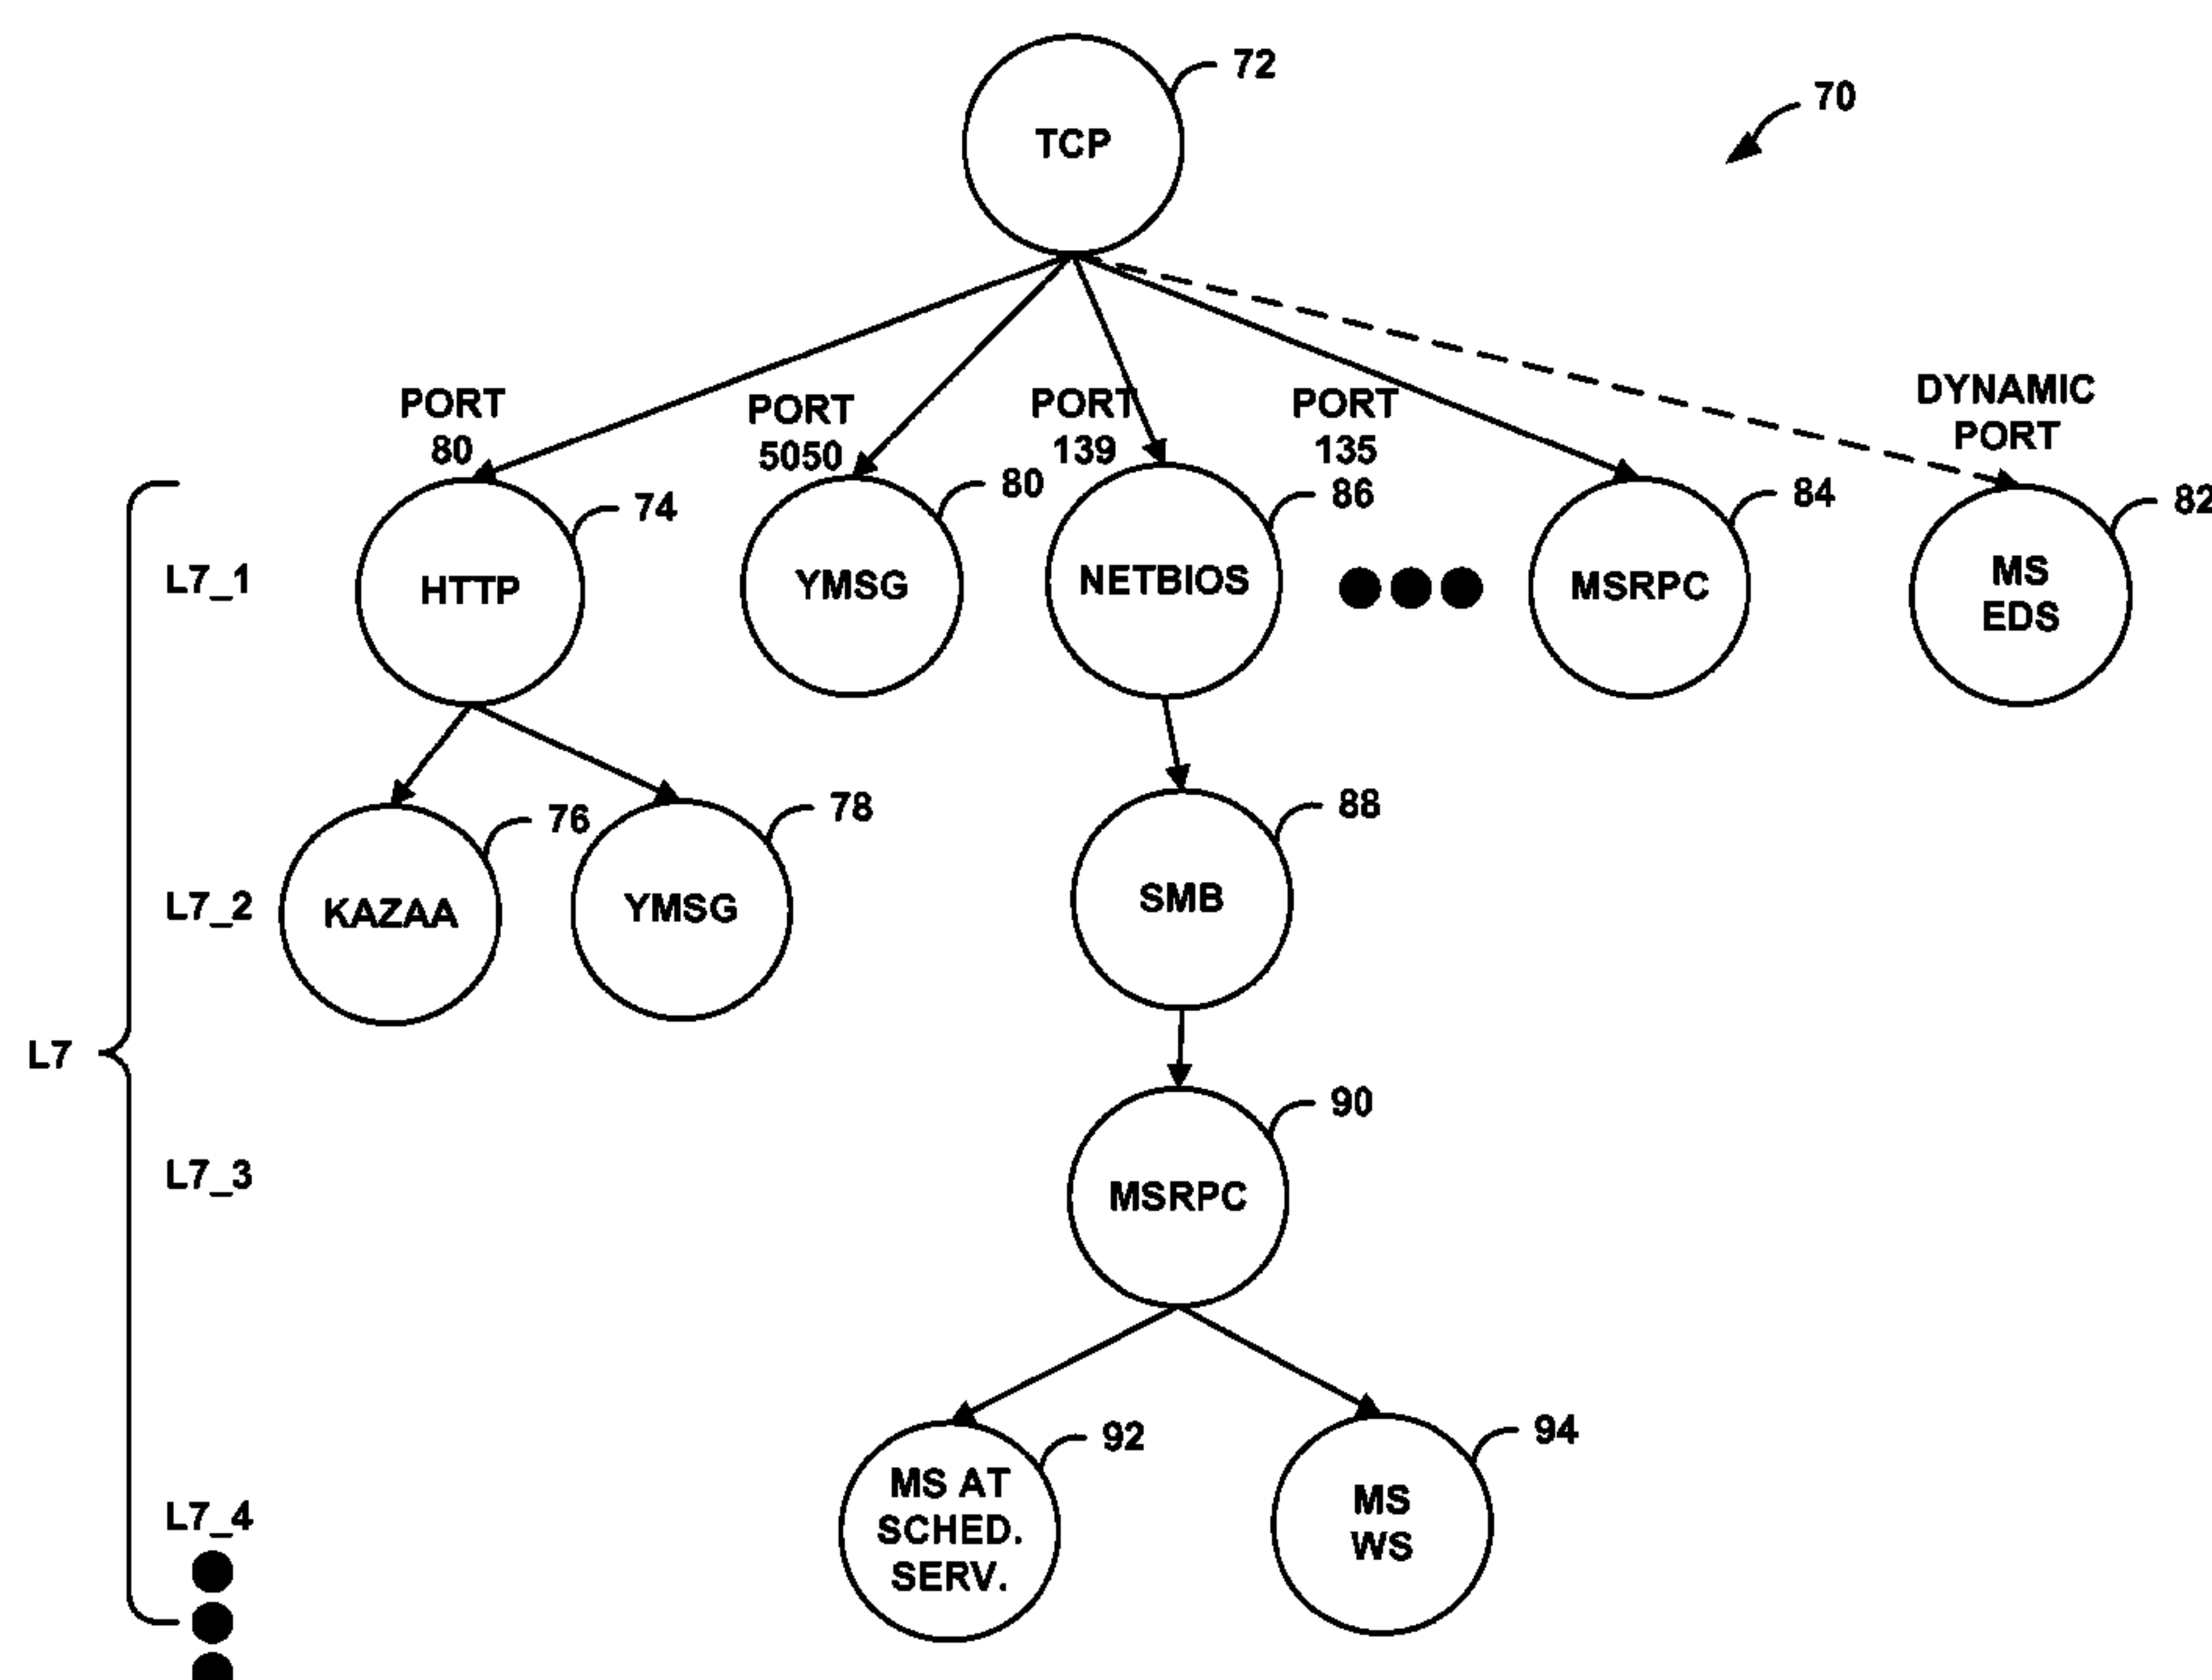 72
70
TCP
PORT
80
PORT
5050
PORT
139
PORT
135
DYNAMIC
PORT
74
80
86
84
82
L7_1
HTTP
YMSG
NETBIOS
MSRPC
MS
EDS
76
78
88
L7_2
KAZAA
YMSG
SMB
L7
90
L7_3
MSRPC
92
94
L7_4
MS AT
SCHED.
SERV.
MS
WS